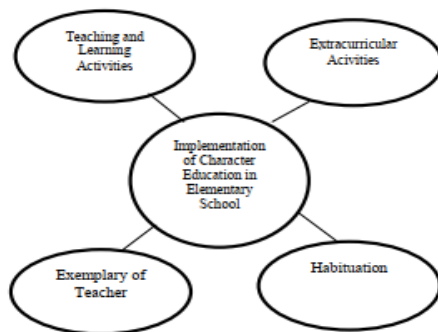 Teaching and
Learning
Activities
Extracurricular
Acivities
Implementation
of Character
Education in
Elementary
School
Exemplary of
Teacher
Habituation